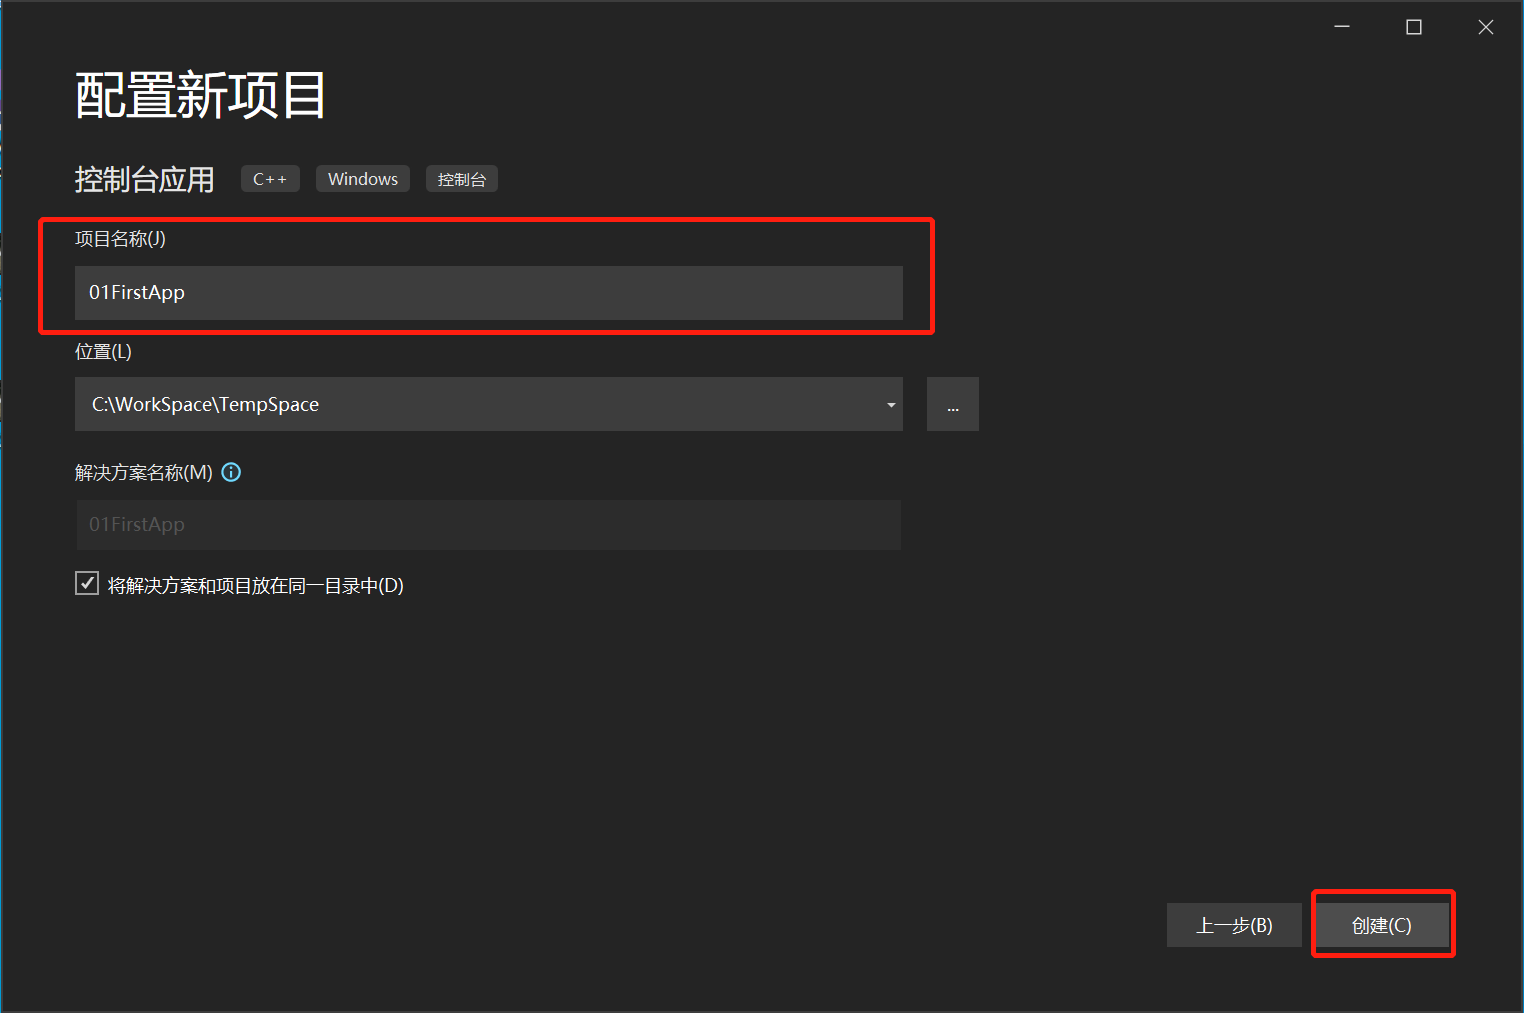 配置新项目
控制台应用 C++ Windows 控制台
项目名称(J)
01FirstApp
位置(L)
C:\WorkSpace\TempSpace
...
解决方案名称(M)
01FirstApp
将解决方案和项目放在同一目录中(D)
上一步(B) 创建(C)